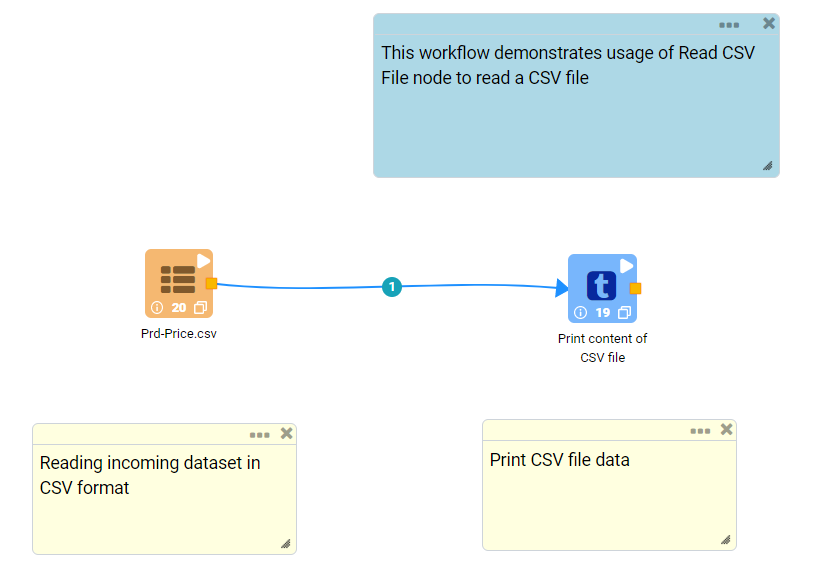 This workflow demonstrates usage of Read CSV
File node to read a CSV file
1
20
t
19
Prd-Price.csv
Print content of
CSV file
Reading incoming dataset in
CSV format
Print CSV file data